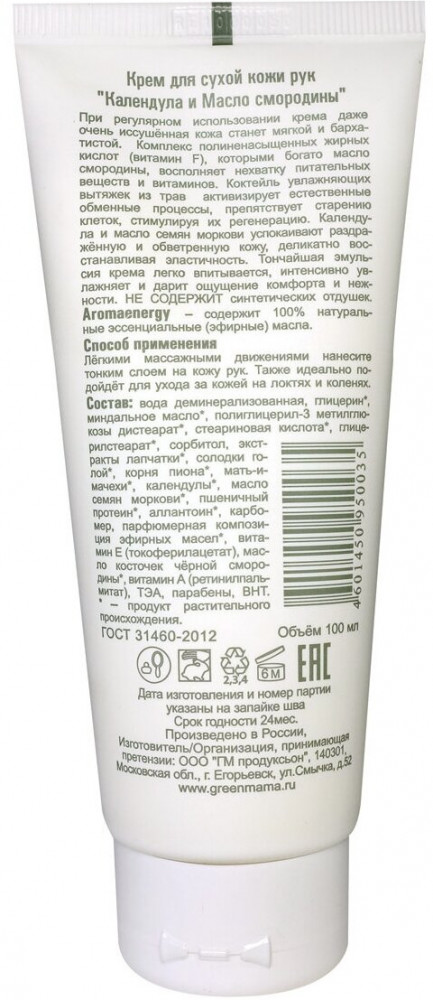 Крем для сухой кожи рук
"Календула и Масло смородины"
При регулярном использовании крема даже
очень иссушённая кожа станет мягкой и барха-
тистой. Комплекс полиненасыщенных жирных
кислот (витамин F), которыми богато масло
смородины, восполняет нехватку питательных
веществ и витаминов. Коктейль увлажняющих
вытяжек из трав активизирует естественные
обменные процессы, препятствует старению
клеток, стимулируя их регенерацию. Календу-
ла и масло семян моркови успокаивают раздра-
жённую и обветренную кожу, деликатно вос-
станавливая эластичность. Тончайшая эмуль-
сия крема легко впитывается, интенсивно ув-
лажняет и дарит ощущение комфорта и неж-
ности. НЕ СОДЕРЖИТ синтетических отдушек.
Aromaenergy – содержит 100% натураль-
ные эссенциальные (эфирные) масла.
Способ применения
Лёгкими массажными движениями нанесите
тонким слоем на кожу рук. Также идеально по-
дойдёт для ухода за кожей на локтях и коленях.
Состав: вода деминерализованная, глицерин*,
миндальное масло*, полиглицерил-3 метилглю-
козы дистеарат*, стеариновая кислота*, глице-
рилстеарат*, сорбитол, экст-
ракты лапчатки*, солодки го-
лой*, корня пиона*, мать-и-
мачехи*, календулы*, масло
семян моркови*, пшеничный
протеин*, аллантоин*, карбо-
мер, парфюмерная компози-
ция эфирных масел*, вита-
мин Е (токоферилацетат), мас-
ло косточек чёрной сморо-
дины*, витамин А (ретинилпаль-
митат), ТЭА, парабены, ВНТ.
* – продукт растительного
происхождения.
4601450950035
ГОСТ 31460-2012
Объём 100 мл
2,3,4
6 М
EAC
Дата изготовления и номер партии
указаны на запайке шва
Срок годности 24мес.
Произведено в России,
Изготовитель/Организация, принимающая
претензии: ООО "ГМ продуксьон", 140301,
Московская обл., г. Егорьевск, ул.Смычка, д.52
www.greenmama.ru